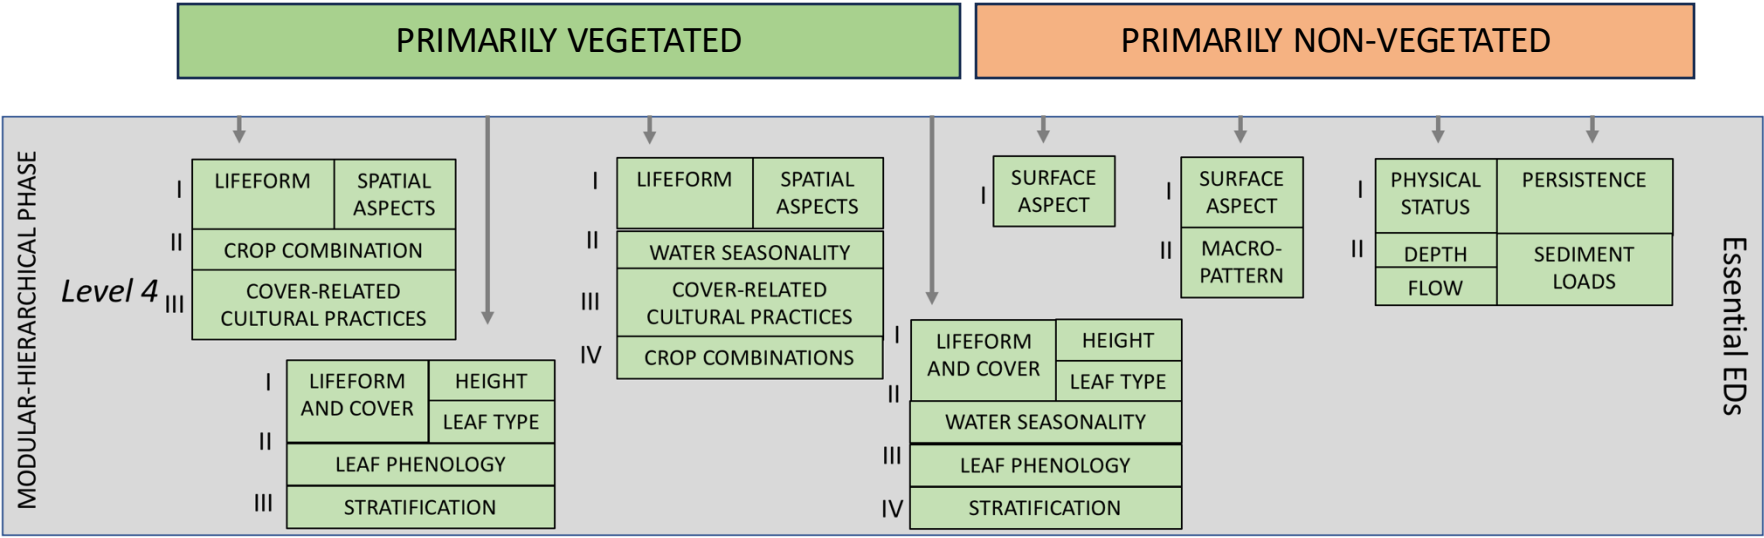 PRIMARILY VEGETATED
PRIMARILY NON-VEGETATED
MODULAR-HIERARCHICAL PHASE
Level 4
I
LIFEFORM
SPATIAL
ASPECTS
II
CROP COMBINATION
III
COVER-RELATED
CULTURAL PRACTICES
I
LIFEFORM
AND COVER
HEIGHT
LEAF TYPE
II
LEAF PHENOLOGY
III
STRATIFICATION
I
LIFEFORM
SPATIAL
ASPECTS
II
WATER SEASONALITY
III
COVER-RELATED
CULTURAL PRACTICES
IV
CROP COMBINATIONS
I
LIFEFORM
AND COVER
HEIGHT
LEAF TYPE
II
WATER SEASONALITY
III
LEAF PHENOLOGY
IV
STRATIFICATION
I
SURFACE
ASPECT
I
SURFACE
ASPECT
II
MACRO-
PATTERN
I
PHYSICAL
STATUS
PERSISTENCE
II
DEPTH
FLOW
SEDIMENT
LOADS
Essential EDs